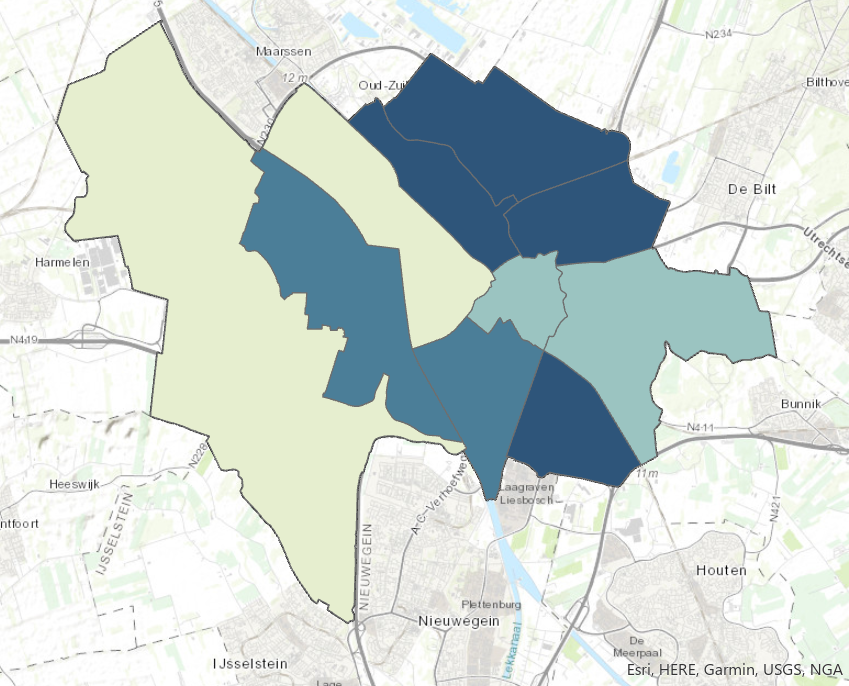 Maarssen
N234
12 m
Oud-Zui
Bilthove
N230
De Bilt
Utrechtse
Harmelen
N419
Bunnik
N411
N228
11 m
Heeswijk
Laagraven
Liesbosch
A-C-Verhoefweg
ntfoort
IJSSELSTEIN
N421
NIEUWEGEIN
Houten
Plettenburg
Nieuwegein
De
Meerpaal
Lekkanaal
IJsselstein
Lage
Esri, HERE, Garmin, USGS, NGA